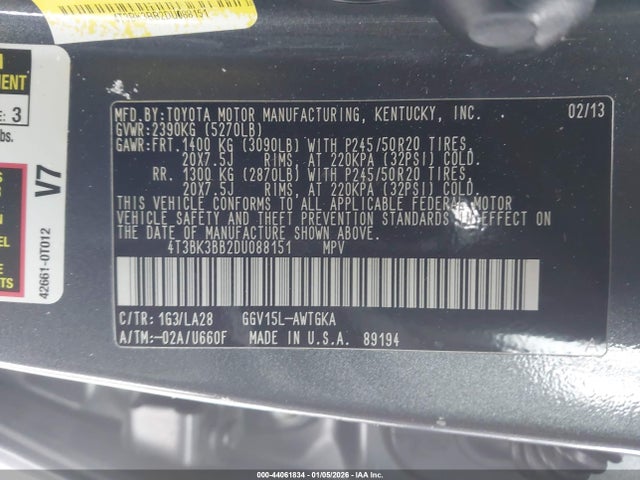 4T3BK3BB2DU088151
MENT
E: 3
lbs.
V7
42661-0T012
MFD. BY: TOYOTA MOTOR MANUFACTURING, KENTUCKY, INC. 02/13
GVWR: 2390KG (5270LB)
GAWR: FRT. 1400 KG (3090LB) WITH P245/50R20 TIRES,
20X7.5J RIMS, AT 220KPA (32PSI) COLD.
RR. 1300 KG (2870LB) WITH P245/50R20 TIRES,
20X7.5J RIMS, AT 220KPA (32PSI) COLD.
THIS VEHICLE CONFORMS TO ALL APPLICABLE FEDERAL MOTOR
VEHICLE SAFETY AND THEFT PREVENTION STANDARDS IN EFFECT ON
THE DATE OF MANUFACTURE SHOWN ABOVE.
4T3BK3BB2DU088151 MPV
C/TR: 1G3/LA28 GGV15L-AWTGKA
A/TM: -02A/U660F MADE IN U.S.A. 89194
000-44061834 - 01/05/2026 - IAA Inc.